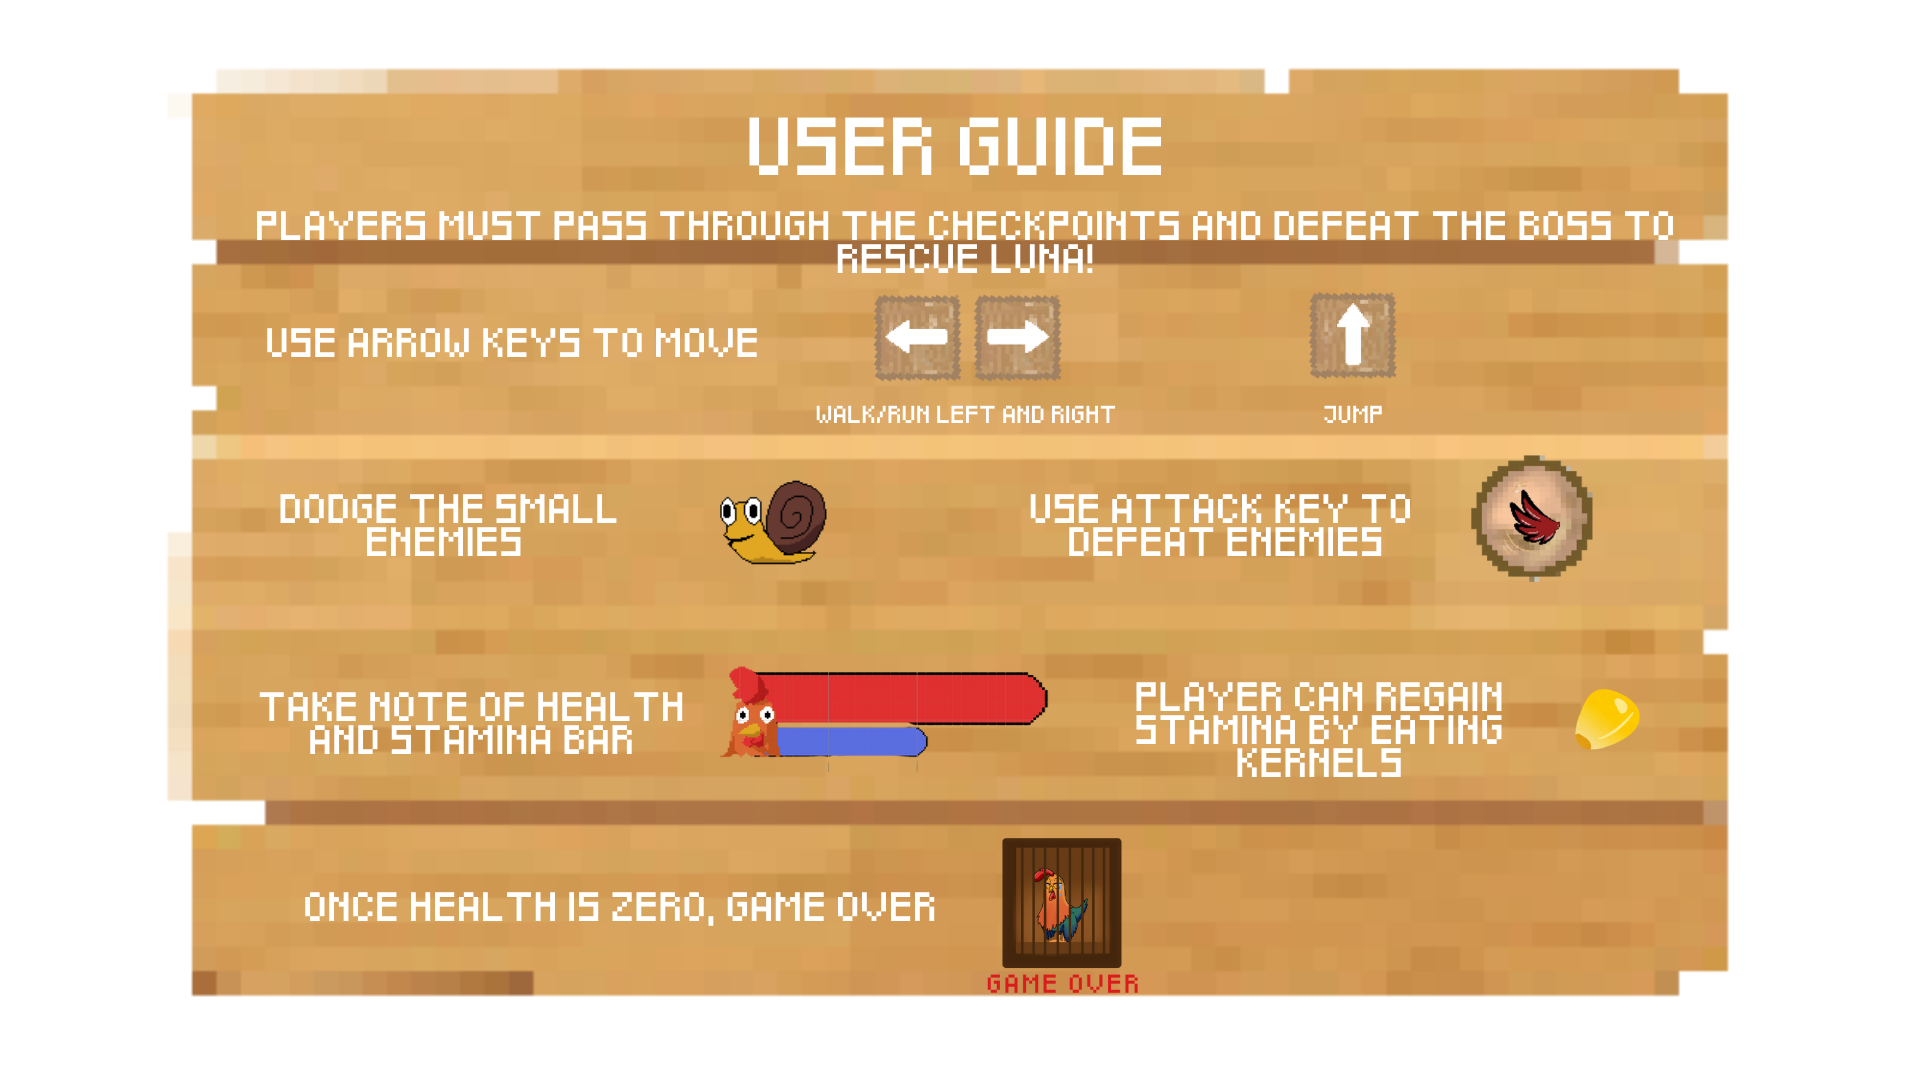 USER GUIDE
PLAYERS MUST PASS THROUGH THE CHECKPOINTS AND DEFEAT THE BOSS TO
RESCUE LUNA!
USE ARROW KEYS TO MOVE
WALK/RUN LEFT AND RIGHT
JUMP
DODGE THE SMALL
ENEMIES
USE ATTACK KEY TO
DEFEAT ENEMIES
TAKE NOTE OF HEALTH
AND STAMINA BAR
PLAYER CAN REGAIN
STAMINA BY EATING
KERNELS
ONCE HEALTH IS ZERO, GAME OVER
GAME OVER